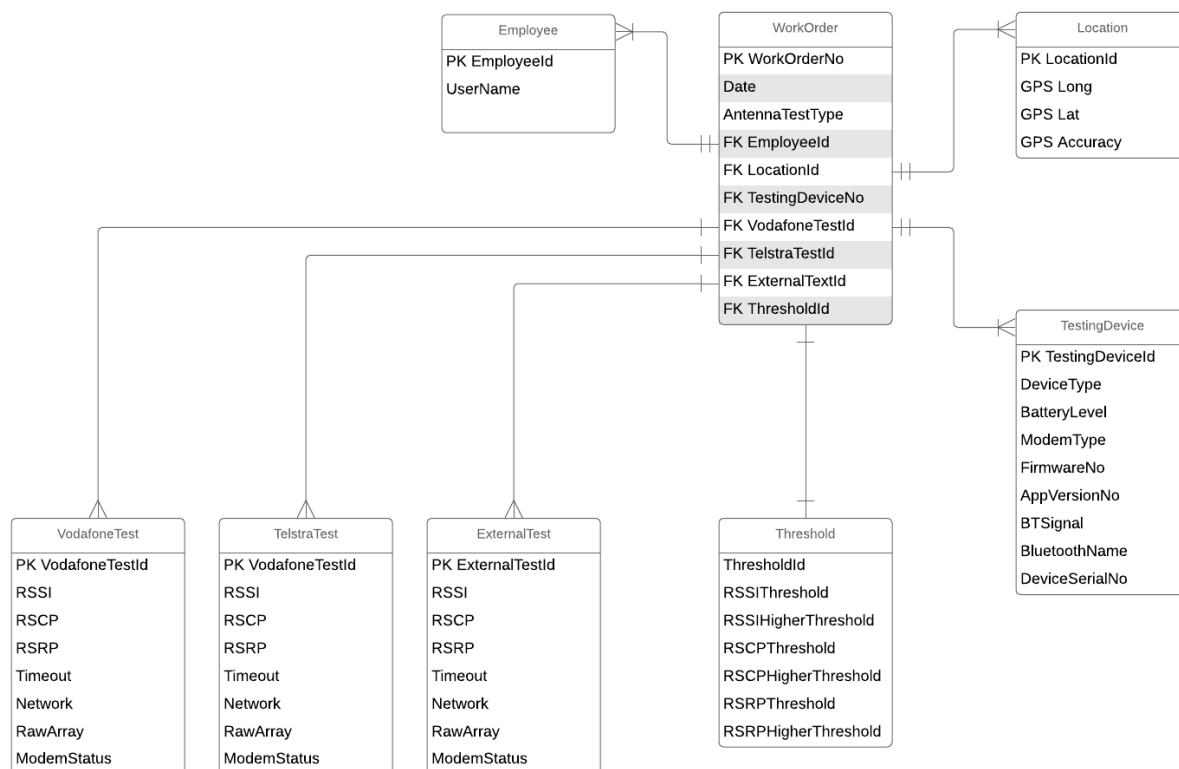 Employee
PK EmployeeId
UserName
WorkOrder
PK WorkOrderNo
Date
AntennaTestType
FK EmployeeId
FK LocationId
FK TestingDeviceNo
FK VodafoneTestId
FK TelstraTestId
FK ExternalTextId
FK ThresholdId
Location
PK LocationId
GPS Long
GPS Lat
GPS Accuracy
TestingDevice
PK TestingDeviceId
DeviceType
BatteryLevel
ModemType
FirmwareNo
AppVersionNo
BTSignal
BluetoothName
DeviceSerialNo
VodafoneTest
PK VodafoneTestId
RSSI
RSCP
RSRP
Timeout
Network
RawArray
ModemStatus
TelstraTest
PK VodafoneTestId
RSSI
RSCP
RSRP
Timeout
Network
RawArray
ModemStatus
ExternalTest
PK ExternalTestId
RSSI
RSCP
RSRP
Timeout
Network
RawArray
ModemStatus
Threshold
ThresholdId
RSSIThreshold
RSSIHigherThreshold
RSCPThreshold
RSCPHigherThreshold
RSRPThreshold
RSRPHigherThreshold